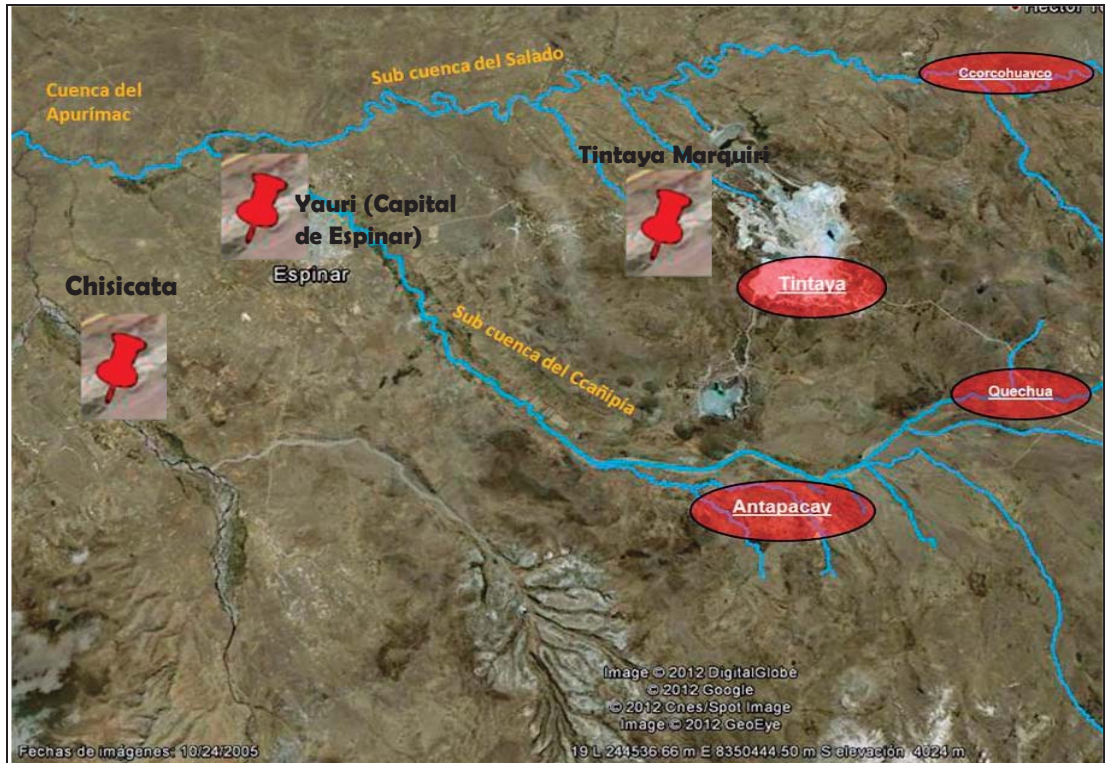 Sub cuenca del Salado
Ccorcohuayco
Cuenca del
Apurímac
Tintaya Marquiri
Yauri (Capital
de Espinar)
Espinar
Chisicata
Tintaya
Sub cuenca del Ccañipía
Quechua
Antapacay
Image © 2012 DigitalGlobe
© 2012 Google
© 2012 Cnes/Spot Image
Image © 2012 GeoEye
Fechas de imágenes: 10/24/2005
19 L 244536.66 m E 8350444.50 m S elevación 4024 m